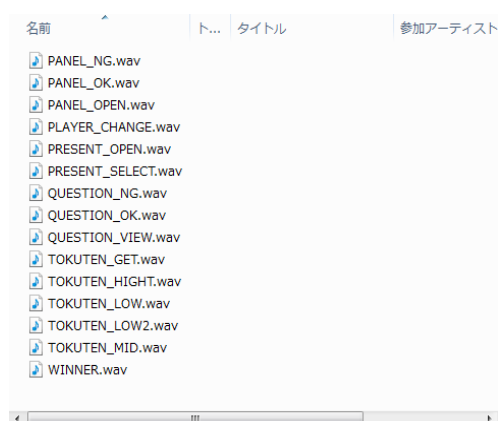 名前 ト... タイトル 参加アーティスト
PANEL_NG.wav
PANEL_OK.wav
PANEL_OPEN.wav
PLAYER_CHANGE.wav
PRESENT_OPEN.wav
PRESENT_SELECT.wav
QUESTION_NG.wav
QUESTION_OK.wav
QUESTION_VIEW.wav
TOKUTEN_GET.wav
TOKUTEN_HIGHT.wav
TOKUTEN_LOW.wav
TOKUTEN_LOW2.wav
TOKUTEN_MID.wav
WINNER.wav